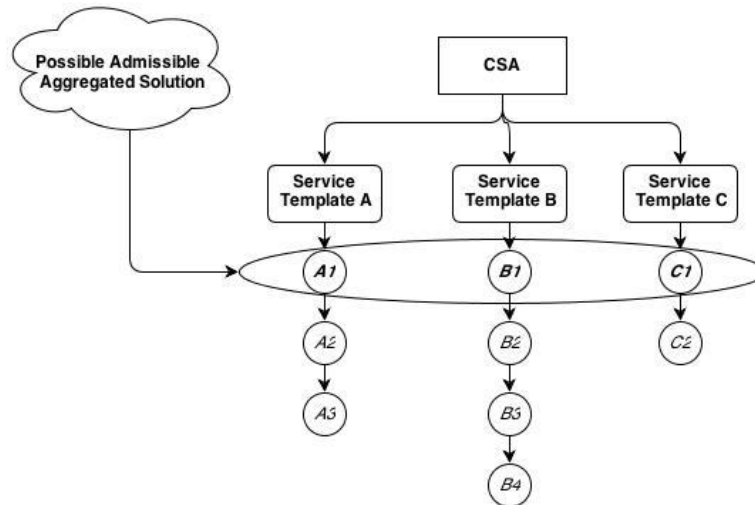 Possible Admissible
Aggregated Solution
CSA
Service
Template A
Service
Template B
Service
Template C
A1
B1
C1
A2
B2
C2
A3
B3
B4